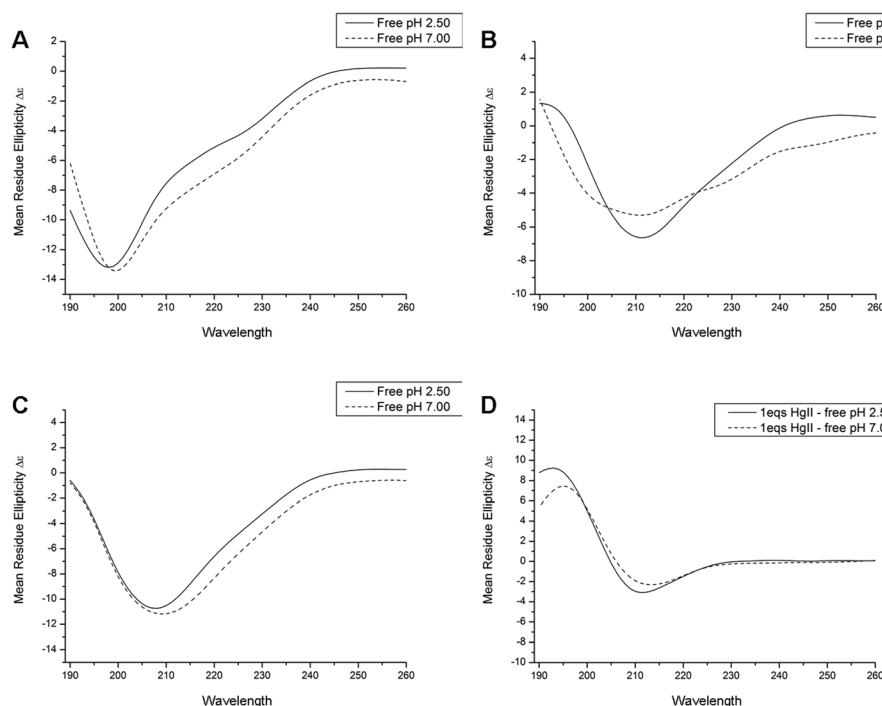 A
Free pH 2.50
Free pH 7.00
Mean Residue Ellipticity Δε
2
0
-2
-4
-6
-8
-10
-12
-14
190 200 210 220 230 240 250 260
Wavelength
B
Free p
Free p
Mean Residue Ellipticity Δε
4
2
0
-2
-4
-6
-8
-10
190 200 210 220 230 240 250 260
Wavelength
C
Free pH 2.50
Free pH 7.00
Mean Residue Ellipticity Δε
4
2
0
-2
-4
-6
-8
-10
-12
-14
190 200 210 220 230 240 250 260
Wavelength
D
1eqs HgII - free pH 2.5
1eqs HgII - free pH 7.0
Mean Residue Ellipticity Δε
14
12
10
8
6
4
2
0
-2
-4
-6
-8
-10
190 200 210 220 230 240 250 260
Wavelength